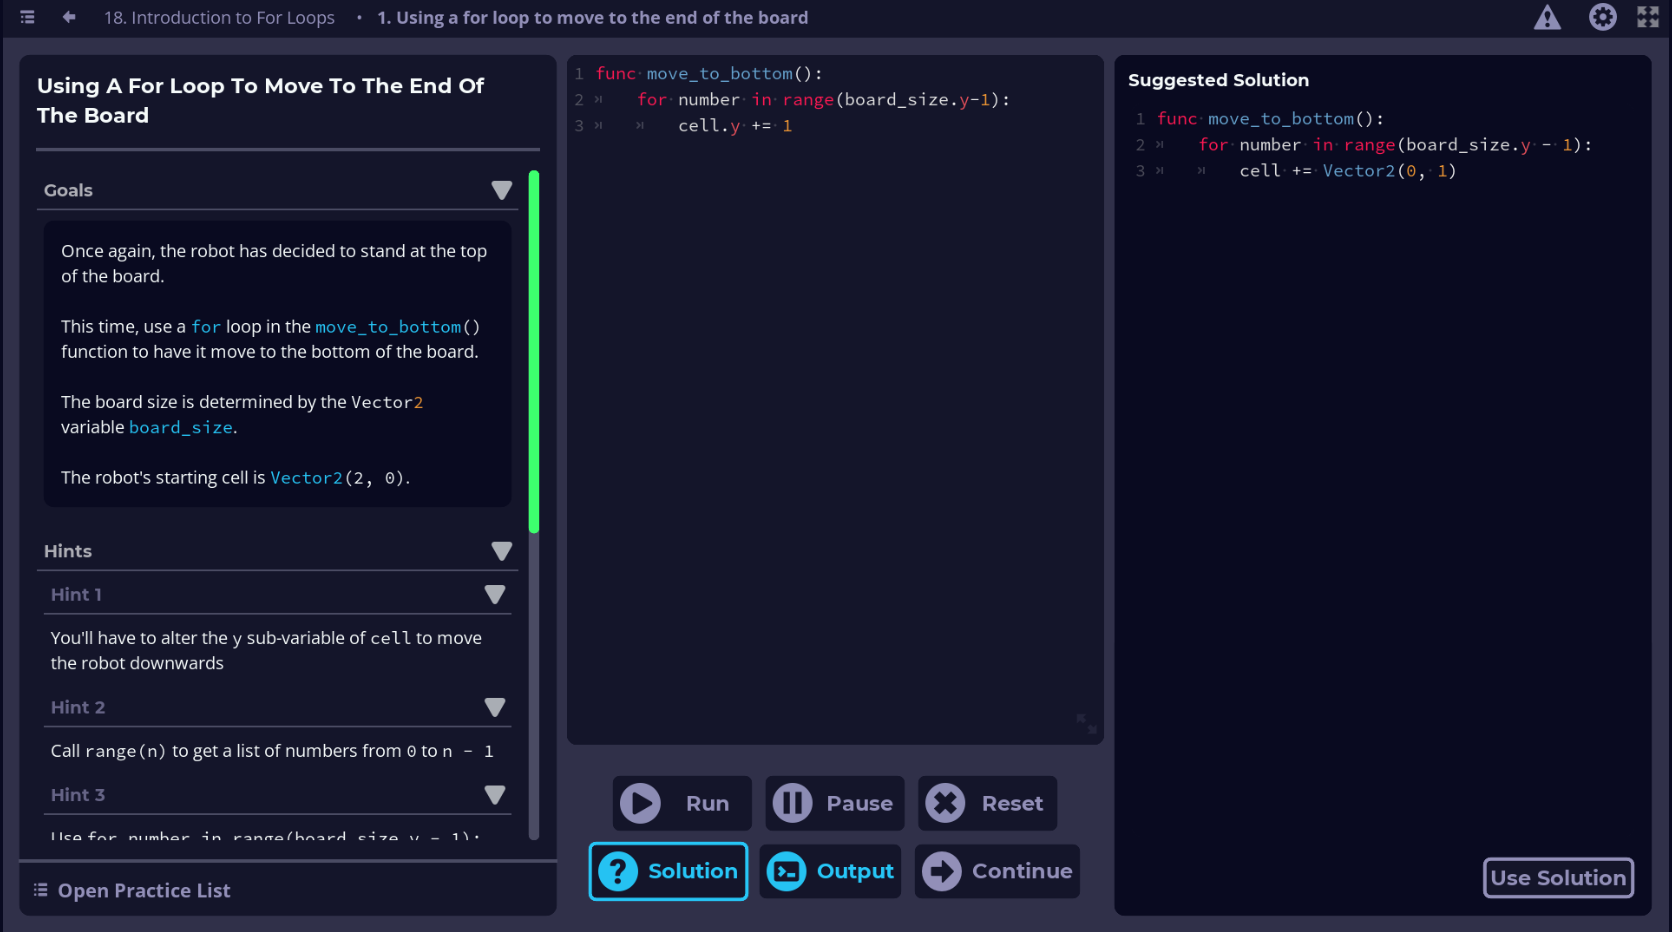 18. Introduction to For Loops • 1. Using a for loop to move to the end of the board
Using A For Loop To Move To The End Of
The Board
Goals
Once again, the robot has decided to stand at the top
of the board.
This time, use a for loop in the move_to_bottom()
function to have it move to the bottom of the board.
The board size is determined by the Vector2
variable board_size.
The robot's starting cell is Vector2(2, 0).
Hints
Hint 1
You'll have to alter the y sub-variable of cell to move
the robot downwards
Hint 2
Call range(n) to get a list of numbers from 0 to n - 1
Hint 3
Use for number in range(board_size.y - 1):
Open Practice List
1 func move_to_bottom():
2 for number in range(board_size.y-1):
3 cell.y += 1
Run
Pause
Reset
Solution
Output
Continue
Suggested Solution
1 func move_to_bottom():
2 for number in range(board_size.y - 1):
3 cell += Vector2(0, 1)
Use Solution